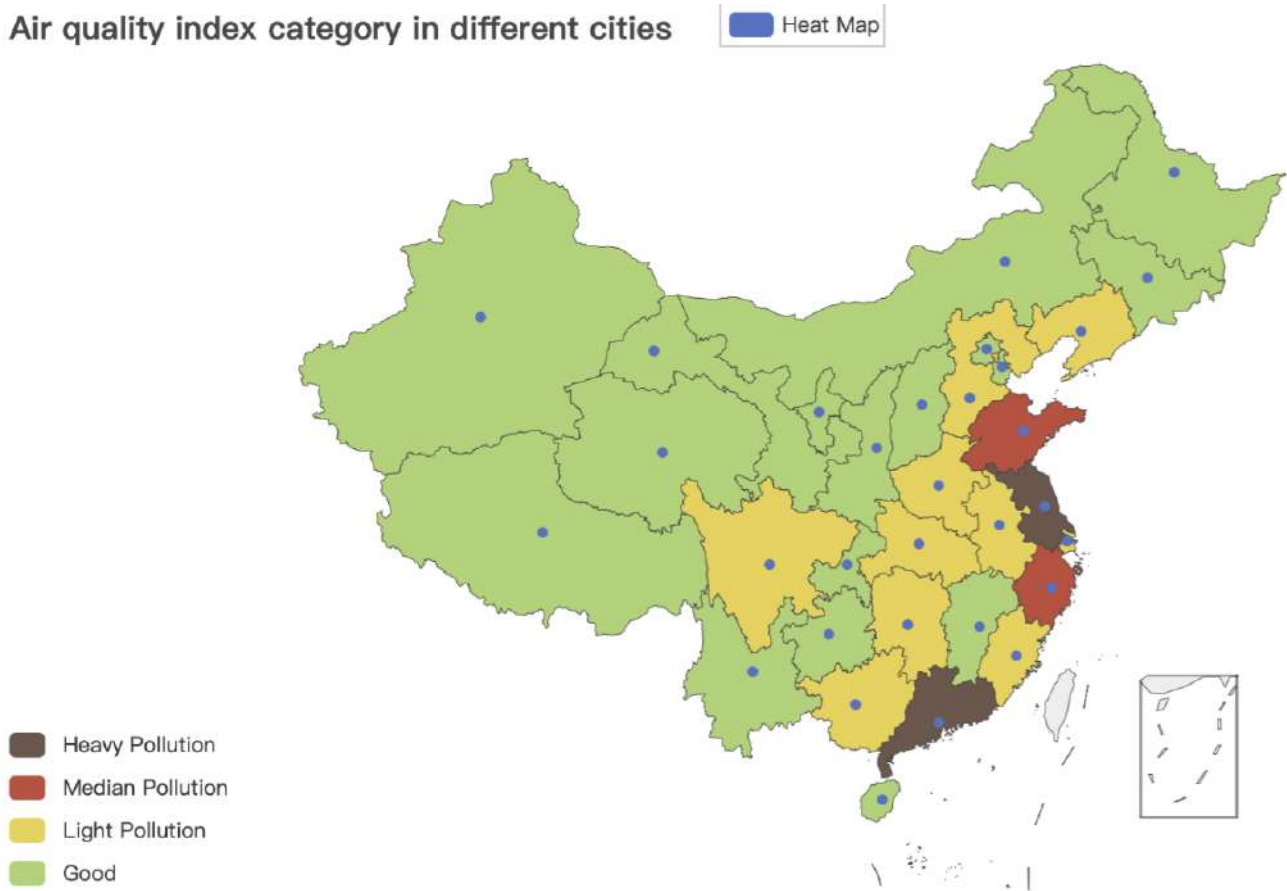 Air quality index category in different cities
Heat Map
Heavy Pollution
Median Pollution
Light Pollution
Good